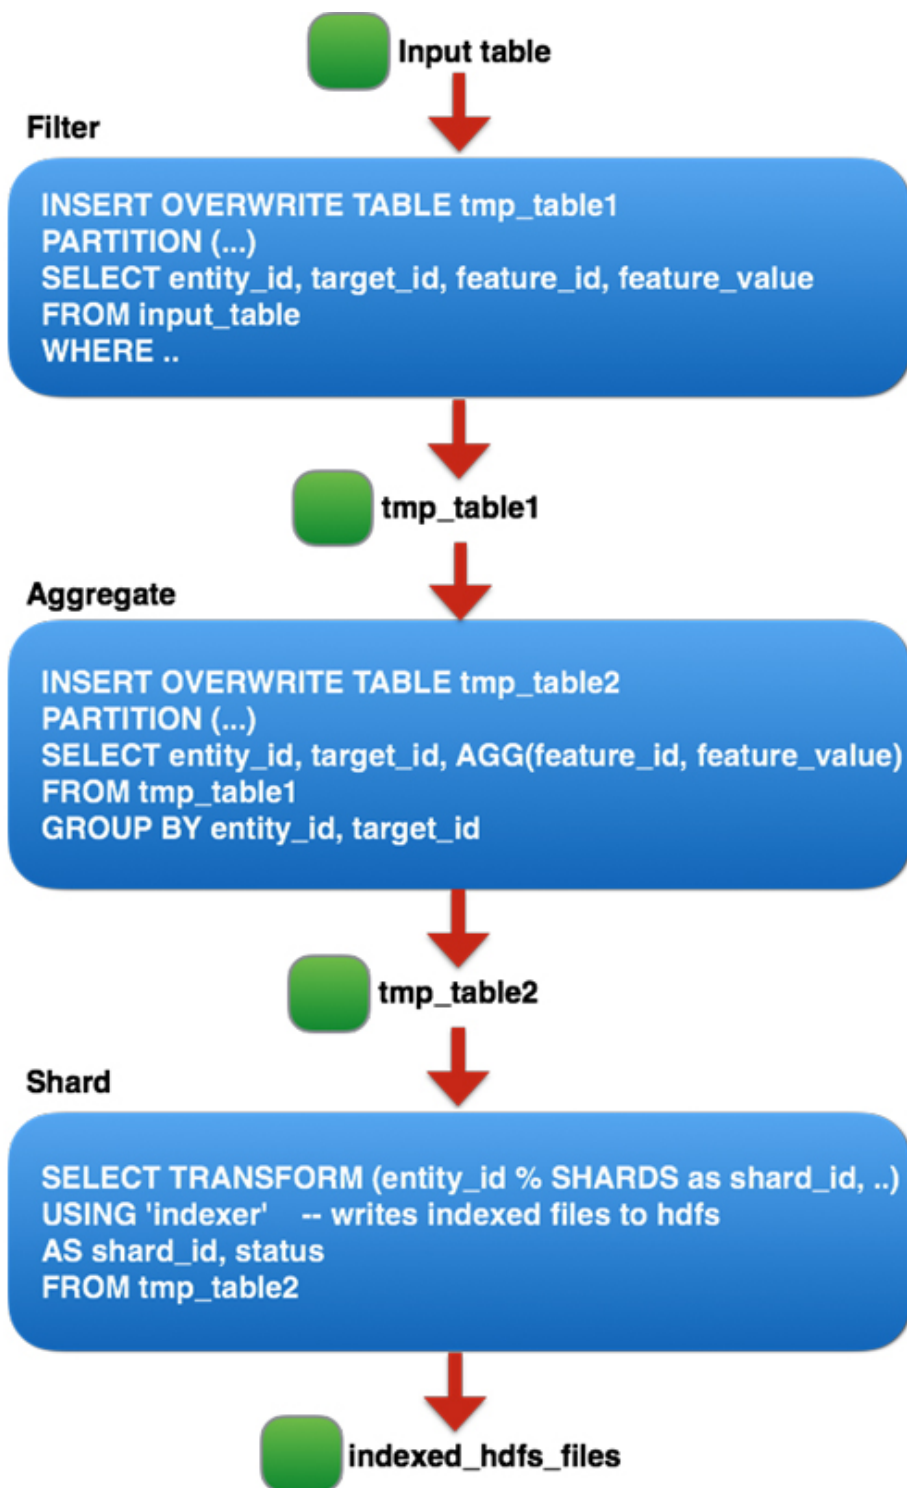 Input table
Filter
INSERT OVERWRITE TABLE tmp_table1
PARTITION (...)
SELECT entity_id, target_id, feature_id, feature_value
FROM input_table
WHERE ..
tmp_table1
Aggregate
INSERT OVERWRITE TABLE tmp_table2
PARTITION (...)
SELECT entity_id, target_id, AGG(feature_id, feature_value)
FROM tmp_table1
GROUP BY entity_id, target_id
tmp_table2
Shard
SELECT TRANSFORM (entity_id % SHARDS as shard_id, ..)
USING 'indexer' -- writes indexed files to hdfs
AS shard_id, status
FROM tmp_table2
indexed_hdfs_files